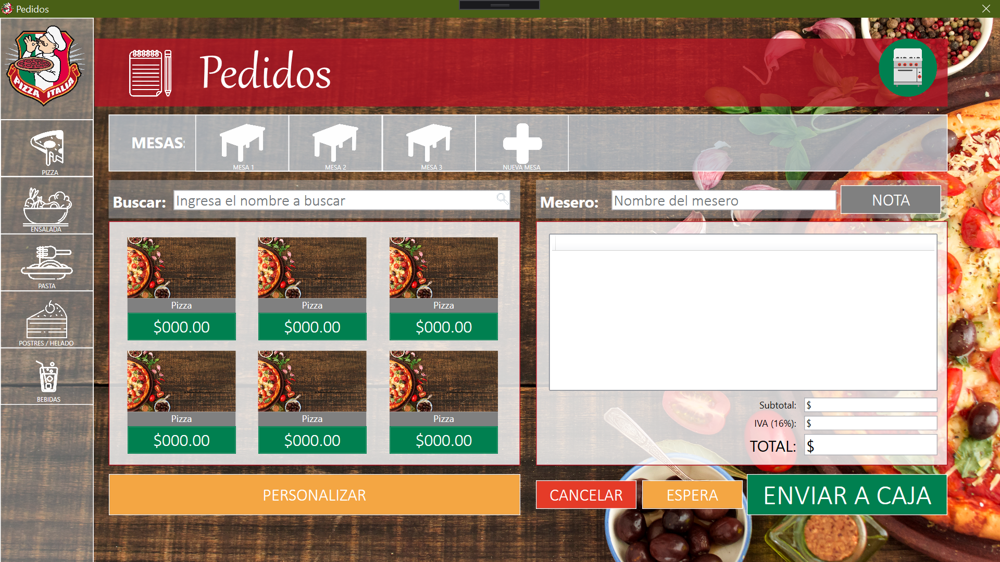 Pedidos
PIZZA ITALIA
Pedidos
MESAS:
MESA 1
MESA 2
MESA 3
NUEVA MESA
PIZZA
ENSALADA
PASTA
POSTRES / HELADO
BEBIDAS
Buscar:
Ingresa el nombre a buscar
Mesero:
Nombre del mesero
NOTA
Pizza
$000.00
Pizza
$000.00
Pizza
$000.00
Pizza
$000.00
Pizza
$000.00
Pizza
$000.00
Subtotal:
$
IVA (16%):
$
TOTAL:
$
PERSONALIZAR
CANCELAR
ESPERA
ENVIAR A CAJA